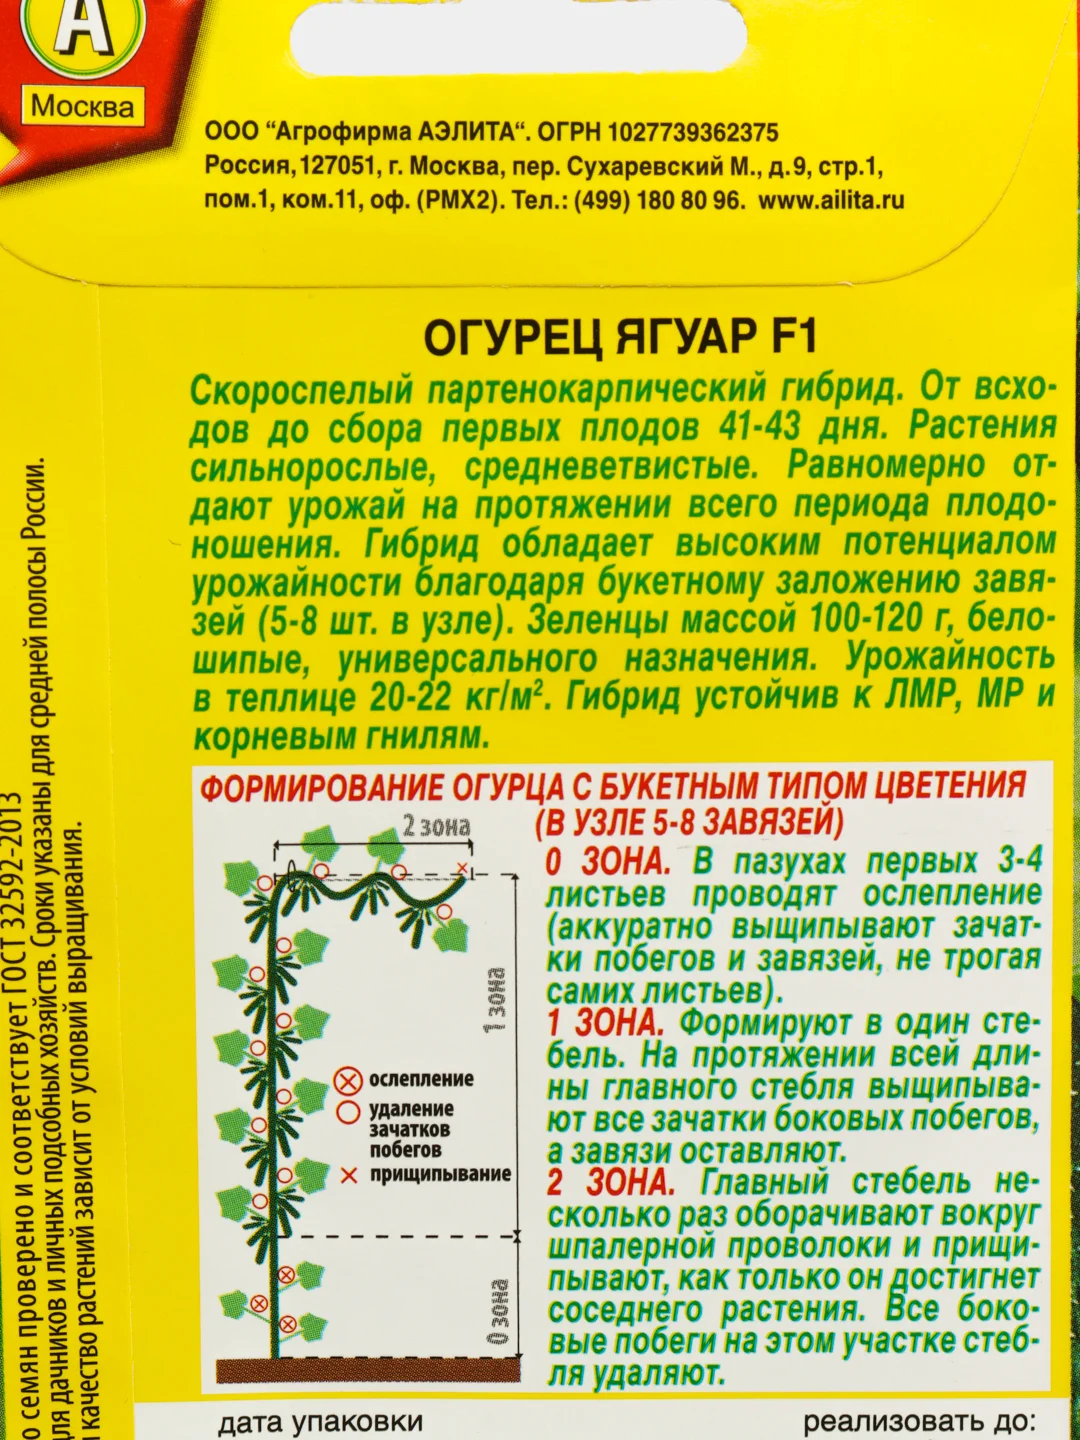 А
Москва
ООО “Агрофирма АЭЛИТА“. ОГРН 1027739362375
Россия, 127051, г. Москва, пер. Сухаревский М., д.9, стр.1,
пом.1, ком.11, оф. (РМХ2). Тел.: (499) 180 80 96. www.ailita.ru
ОГУРЕЦ ЯГУАР F1
Скороспелый партенокарпический гибрид. От всхо-
дов до сбора первых плодов 41-43 дня. Растения
сильнорослые, средневетвистые. Равномерно от-
дают урожай на протяжении всего периода плодо-
ношения. Гибрид обладает высоким потенциалом
урожайности благодаря букетному заложению завя-
зей (5-8 шт. в узле). Зеленцы массой 100-120 г, бело-
шипые, универсального назначения. Урожайность
в теплице 20-22 кг/м². Гибрид устойчив к ЛМР, МР и
корневым гнилям.
ФОРМИРОВАНИЕ ОГУРЦА С БУКЕТНЫМ ТИПОМ ЦВЕТЕНИЯ
(В УЗЛЕ 5-8 ЗАВЯЗЕЙ)
2 зона
1 зона
0 зона
ослепление
удаление
зачатков
побегов
прищипывание
0 ЗОНА. В пазухах первых 3-4
листьев проводят ослепление
(аккуратно выщипывают зачат-
ки побегов и завязей, не трогая
самих листьев).
1 ЗОНА. Формируют в один сте-
бель. На протяжении всей дли-
ны главного стебля выщипыва-
ют все зачатки боковых побегов,
а завязи оставляют.
2 ЗОНА. Главный стебель не-
сколько раз оборачивают вокруг
шпалерной проволоки и прищи-
пывают, как только он достигнет
соседнего растения. Все боко-
вые побеги на этом участке стеб-
ля удаляют.
о семян проверено и соответствует ГОСТ 32592-2013
для дачников и личных подсобных хозяйств. Сроки указаны для средней полосы России.
и качество растений зависит от условий выращивания.
дата упаковки
реализовать до: